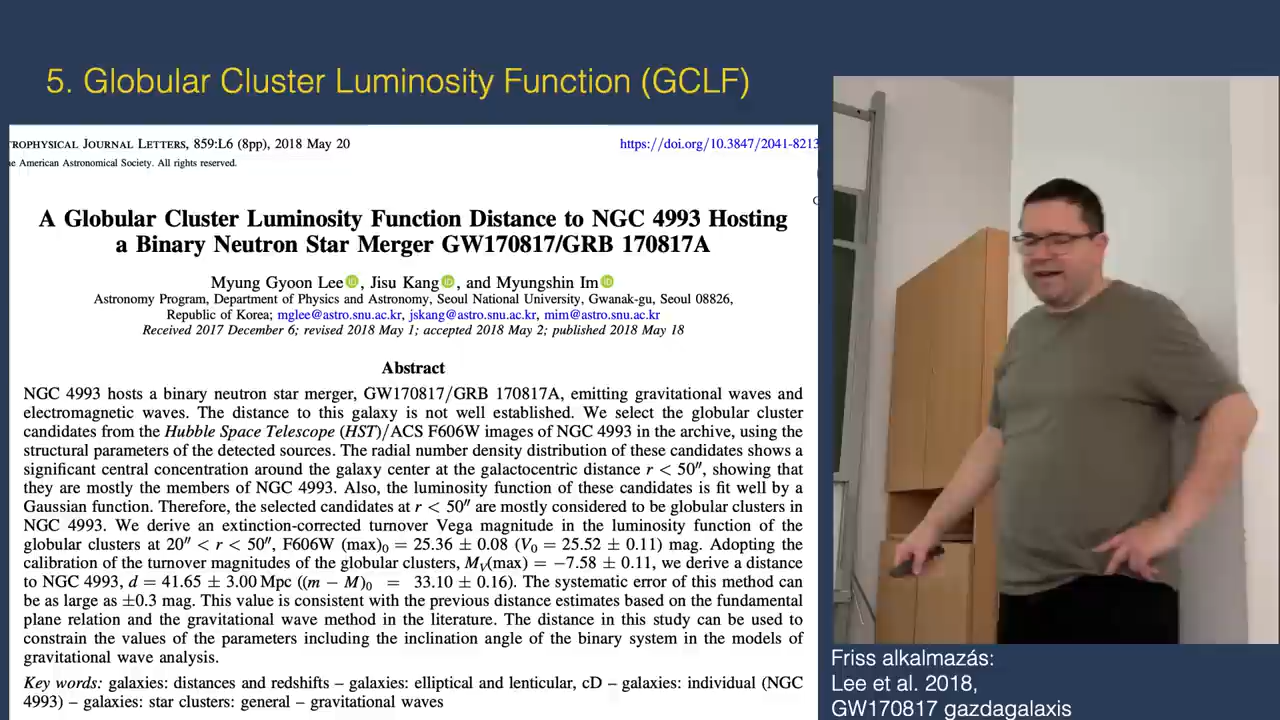 5. Globular Cluster Luminosity Function (GCLF)
TROPHYSICAL JOURNAL LETTERS, 859:L6 (8pp), 2018 May 20
https://doi.org/10.3847/2041-8213
e American Astronomical Society. All rights reserved.
A Globular Cluster Luminosity Function Distance to NGC 4993 Hosting
a Binary Neutron Star Merger GW170817/GRB 170817A
Myung Gyoon Lee, Jisu Kang, and Myungshin Im
Astronomy Program, Department of Physics and Astronomy, Seoul National University, Gwanak-gu, Seoul 08826,
Republic of Korea; mglee@astro.snu.ac.kr, jskang@astro.snu.ac.kr, mim@astro.snu.ac.kr
Received 2017 December 6; revised 2018 May 1; accepted 2018 May 2; published 2018 May 18
Abstract
NGC 4993 hosts a binary neutron star merger, GW170817/GRB 170817A, emitting gravitational waves and
electromagnetic waves. The distance to this galaxy is not well established. We select the globular cluster
candidates from the Hubble Space Telescope (HST)/ACS F606W images of NGC 4993 in the archive, using the
structural parameters of the detected sources. The radial number density distribution of these candidates shows a
significant central concentration around the galaxy center at the galactocentric distance r < 50″, showing that
they are mostly the members of NGC 4993. Also, the luminosity function of these candidates is fit well by a
Gaussian function. Therefore, the selected candidates at r < 50″ are mostly considered to be globular clusters in
NGC 4993. We derive an extinction-corrected turnover Vega magnitude in the luminosity function of the
globular clusters at 20″ < r < 50″, F606W (max)₀ = 25.36 ± 0.08 (V₀ = 25.52 ± 0.11) mag. Adopting the
calibration of the turnover magnitudes of the globular clusters, M_V(max) = −7.58 ± 0.11, we derive a distance
to NGC 4993, d = 41.65 ± 3.00 Mpc ((m − M)₀ = 33.10 ± 0.16). The systematic error of this method can
be as large as ±0.3 mag. This value is consistent with the previous distance estimates based on the fundamental
plane relation and the gravitational wave method in the literature. The distance in this study can be used to
constrain the values of the parameters including the inclination angle of the binary system in the models of
gravitational wave analysis.
Key words: galaxies: distances and redshifts – galaxies: elliptical and lenticular, cD – galaxies: individual (NGC
4993) – galaxies: star clusters: general – gravitational waves
Friss alkalmazás:
Lee et al. 2018,
GW170817 gazdagalaxis